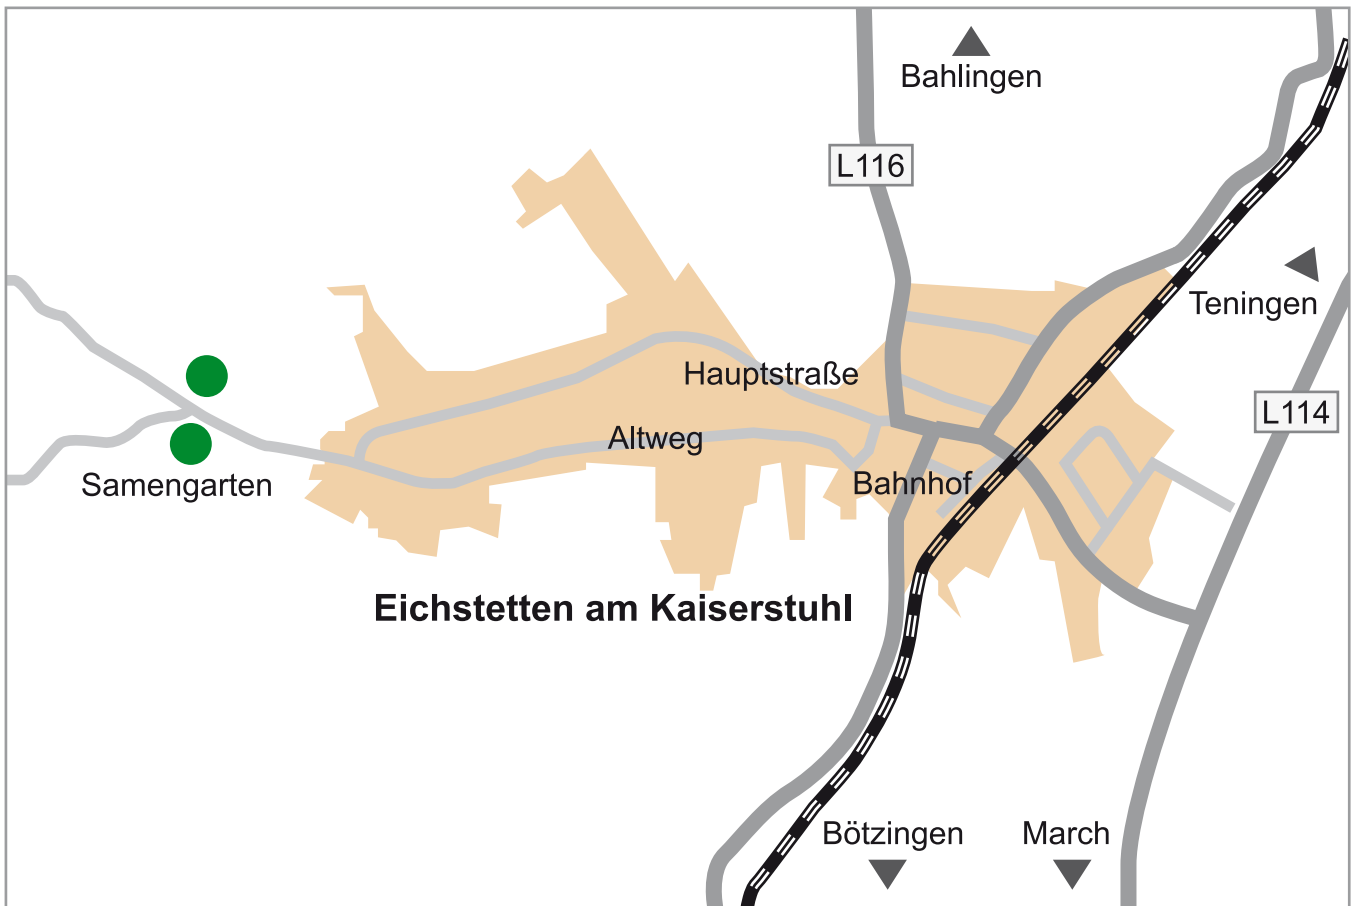 Bahlingen
L116
Teningen
Hauptstraße
L114
Altweg
Samengarten
Bahnhof
Eichstetten am Kaiserstuhl
Bötzingen
March